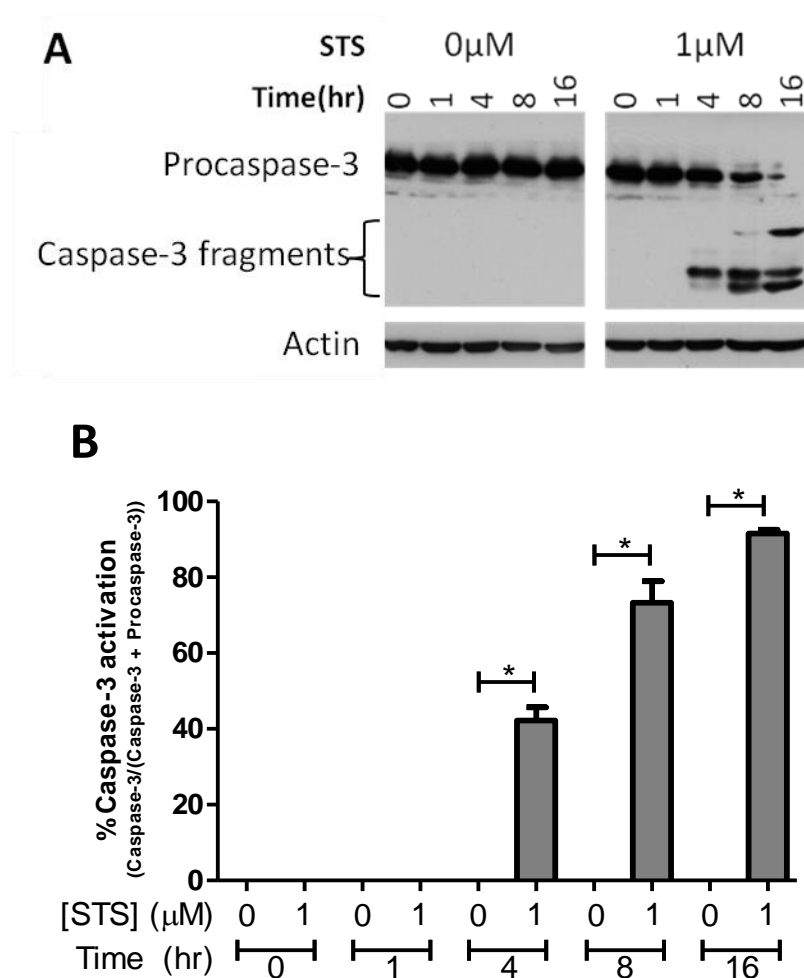 A
STS 0μM 1μM
Time(hr) 0 1 4 8 16 0 1 4 8 16
Procaspase-3
Caspase-3 fragments
Actin
B
%Caspase-3 activation
(Caspase-3/(Caspase-3 + Procaspase-3))
100
80
60
40
20
0
* * *
[STS] (μM) 0 1 0 1 0 1 0 1 0 1
Time (hr) 0 1 4 8 16